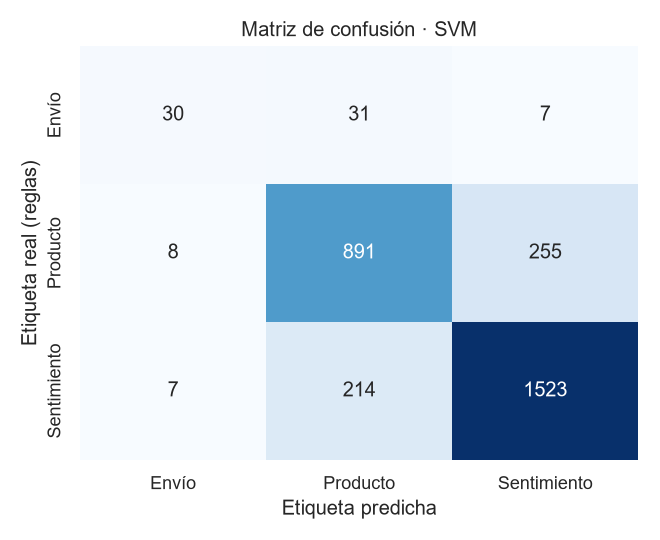 Matriz de confusión · SVM
Etiqueta real (reglas)
Envío
30 31 7
Producto
8 891 255
Sentimiento
7 214 1523
Envío Producto Sentimiento
Etiqueta predicha